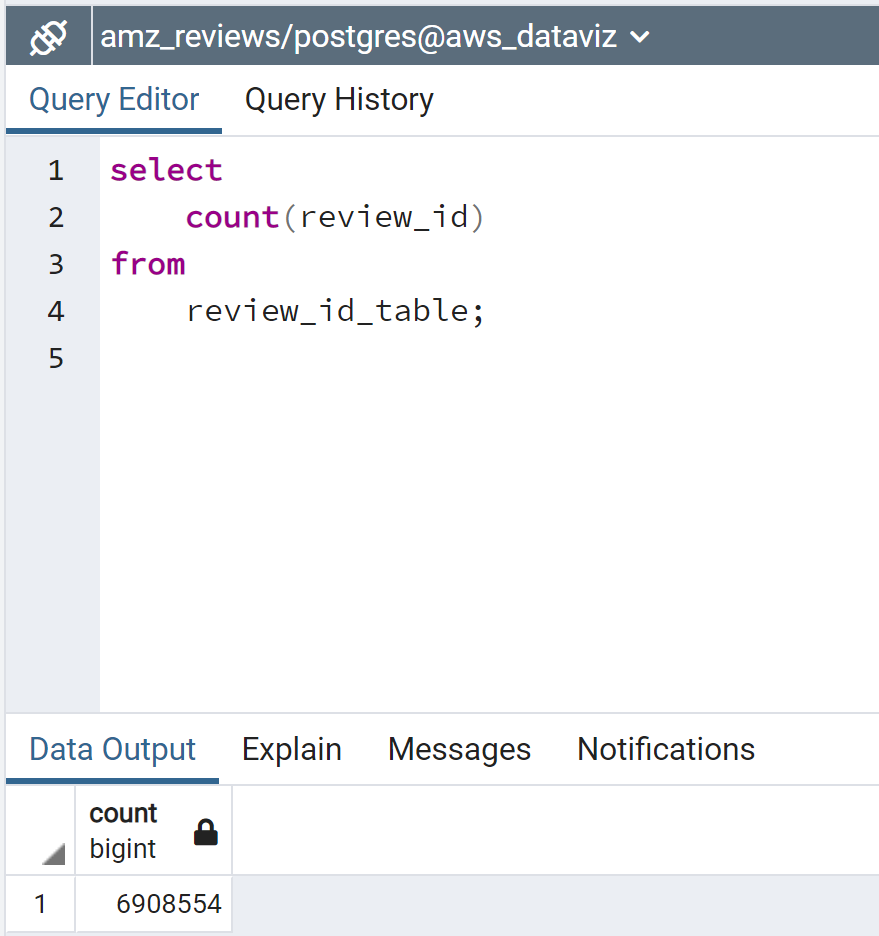 amz_reviews/postgres@aws_dataviz
Query Editor Query History
1 select
2 count(review_id)
3 from
4 review_id_table;
5
Data Output Explain Messages Notifications
count
bigint
1 6908554